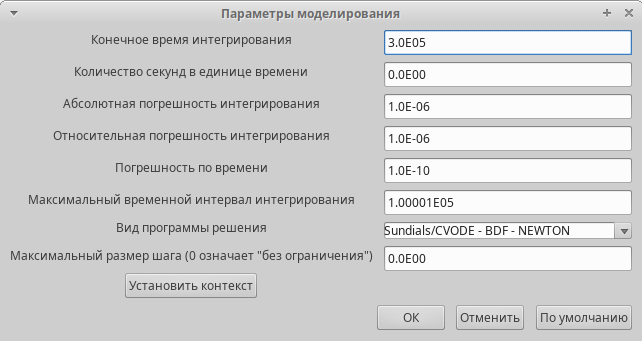 Параметры моделирования
Конечное время интегрирования 3.0E05
Количество секунд в единице времени 0.0E00
Абсолютная погрешность интегрирования 1.0E-06
Относительная погрешность интегрирования 1.0E-06
Погрешность по времени 1.0E-10
Максимальный временной интервал интегрирования 1.00001E05
Вид программы решения Sundials/CVODE - BDF - NEWTON
Максимальный размер шага (0 означает "без ограничения") 0.0E00
Установить контекст
ОК Отменить По умолчанию